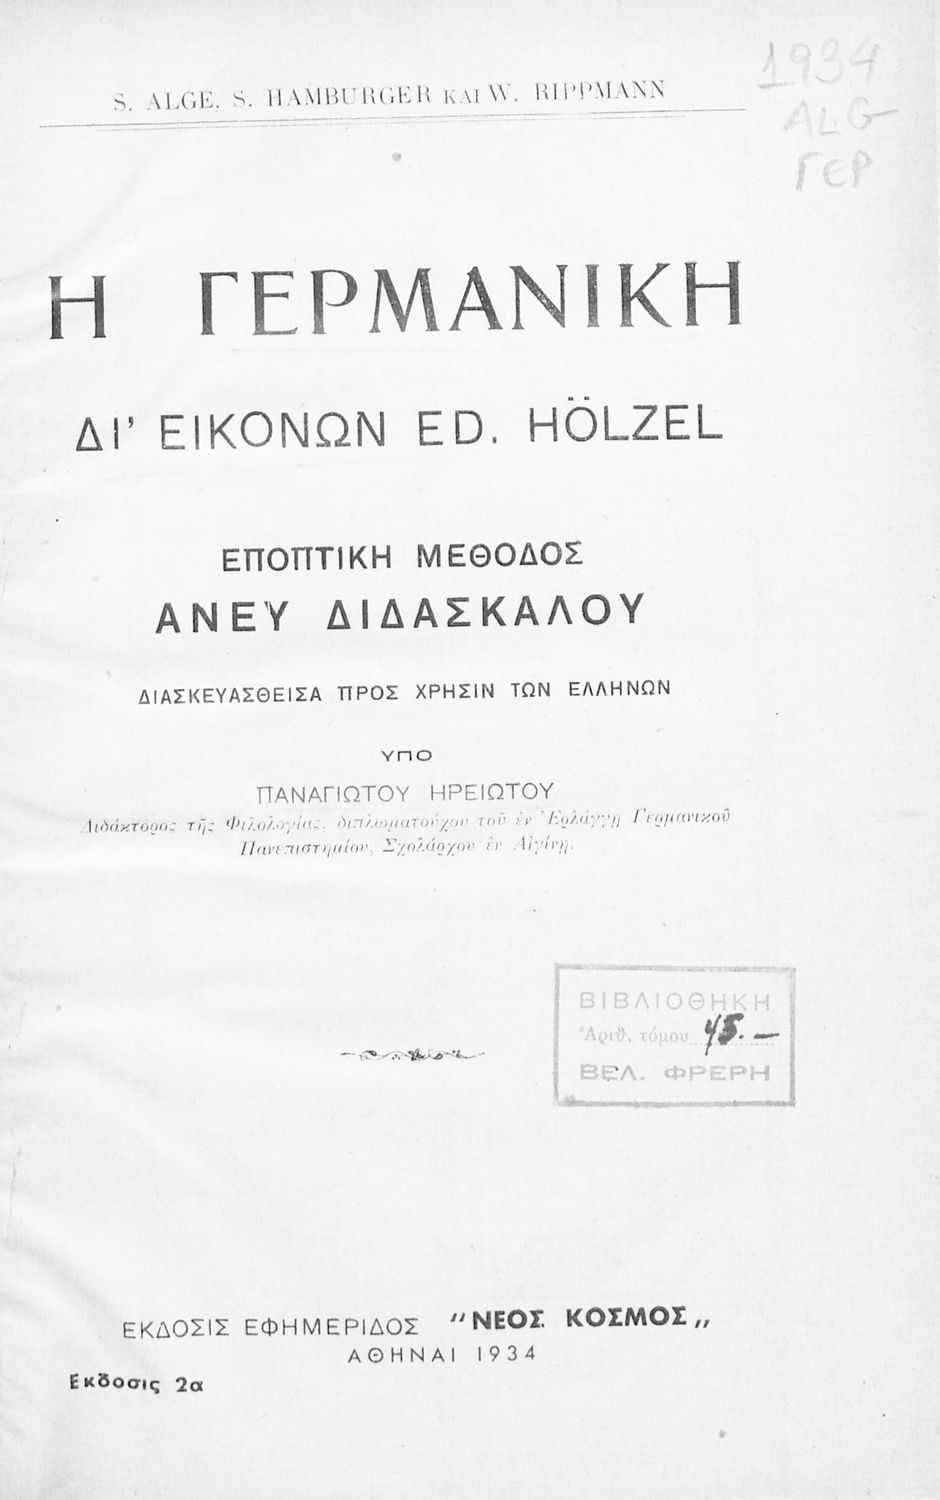 1934
ALG
ΓΕΡ
S. ALGE, S. HAMBURGER ΚΑΙ W. RIPPMANN
Η ΓΕΡΜΑΝΙΚΗ
ΔΙ' ΕΙΚΟΝΩΝ ED. HÖLZEL
ΕΠΟΠΤΙΚΗ ΜΕΘΟΔΟΣ
ΑΝΕΥ ΔΙΔΑΣΚΑΛΟΥ
ΔΙΑΣΚΕΥΑΣΘΕΙΣΑ ΠΡΟΣ ΧΡΗΣΙΝ ΤΩΝ ΕΛΛΗΝΩΝ
ΥΠΟ
ΠΑΝΑΓΙΩΤΟΥ ΗΡΕΙΩΤΟΥ
Διδάκτορος τῆς Φιλολογίας, διπλωματούχου τοῦ ἐν Ἐρλάγγῃ Γερμανικοῦ
Πανεπιστημίου, Σχολάρχου ἐν Αἰγίνῃ.
ΒΙΒΛΙΟΘΗΚΗ
Ἀριθ. τόμου 45.—
ΒΕΛ. ΦΡΕΡΗ
ΕΚΔΟΣΙΣ ΕΦΗΜΕΡΙΔΟΣ "ΝΕΟΣ ΚΟΣΜΟΣ,,
ΑΘΗΝΑΙ 1934
Εκδοσις 2α